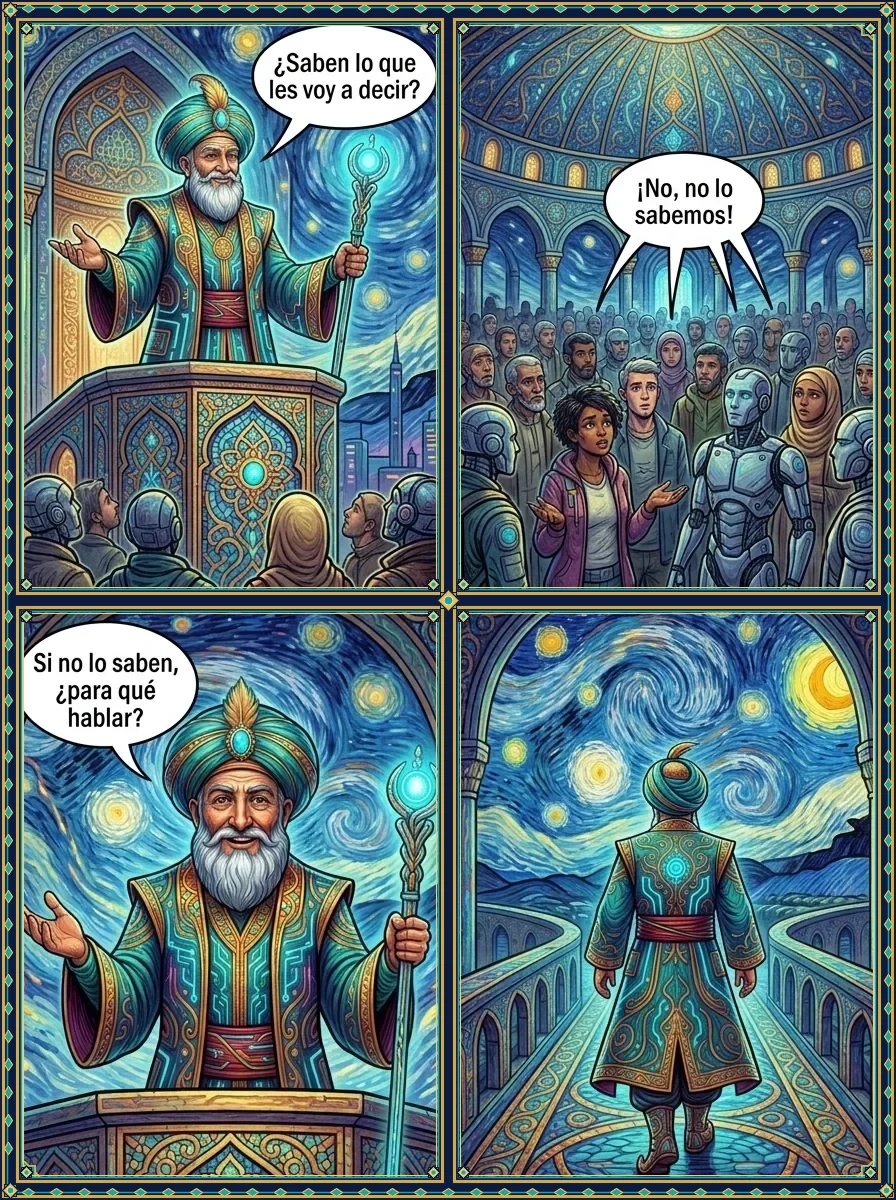 ¿Saben lo que
les voy a decir?
¡No, no lo
sabemos!
Si no lo saben,
¿para qué
hablar?